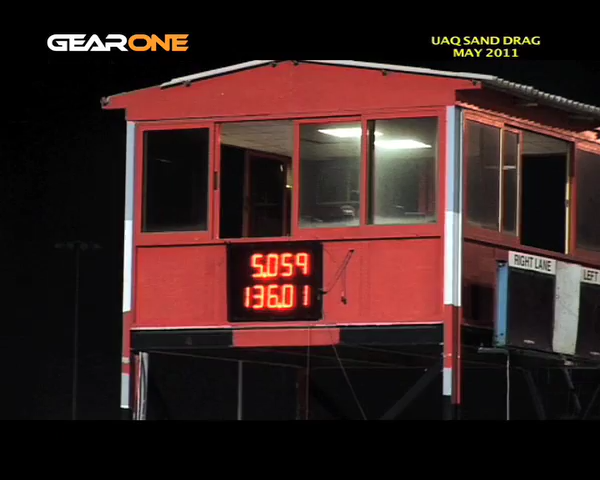 GEARONE
UAQ SAND DRAG
MAY 2011
5.059
136.01
RIGHT LANE
LEFT